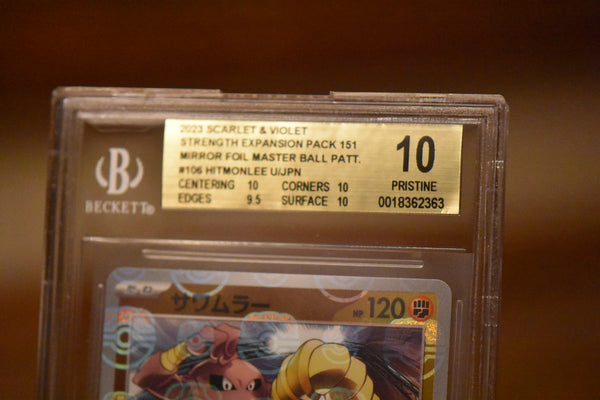 2023 SCARLET & VIOLET
STRENGTH EXPANSION PACK 151
MIRROR FOIL MASTER BALL PATT.
#106 HITMONLEE U/JPN
CENTERING 10 CORNERS 10
EDGES 9.5 SURFACE 10
10
PRISTINE
0018362363
B
BECKETT®
サワムラー
HP 120